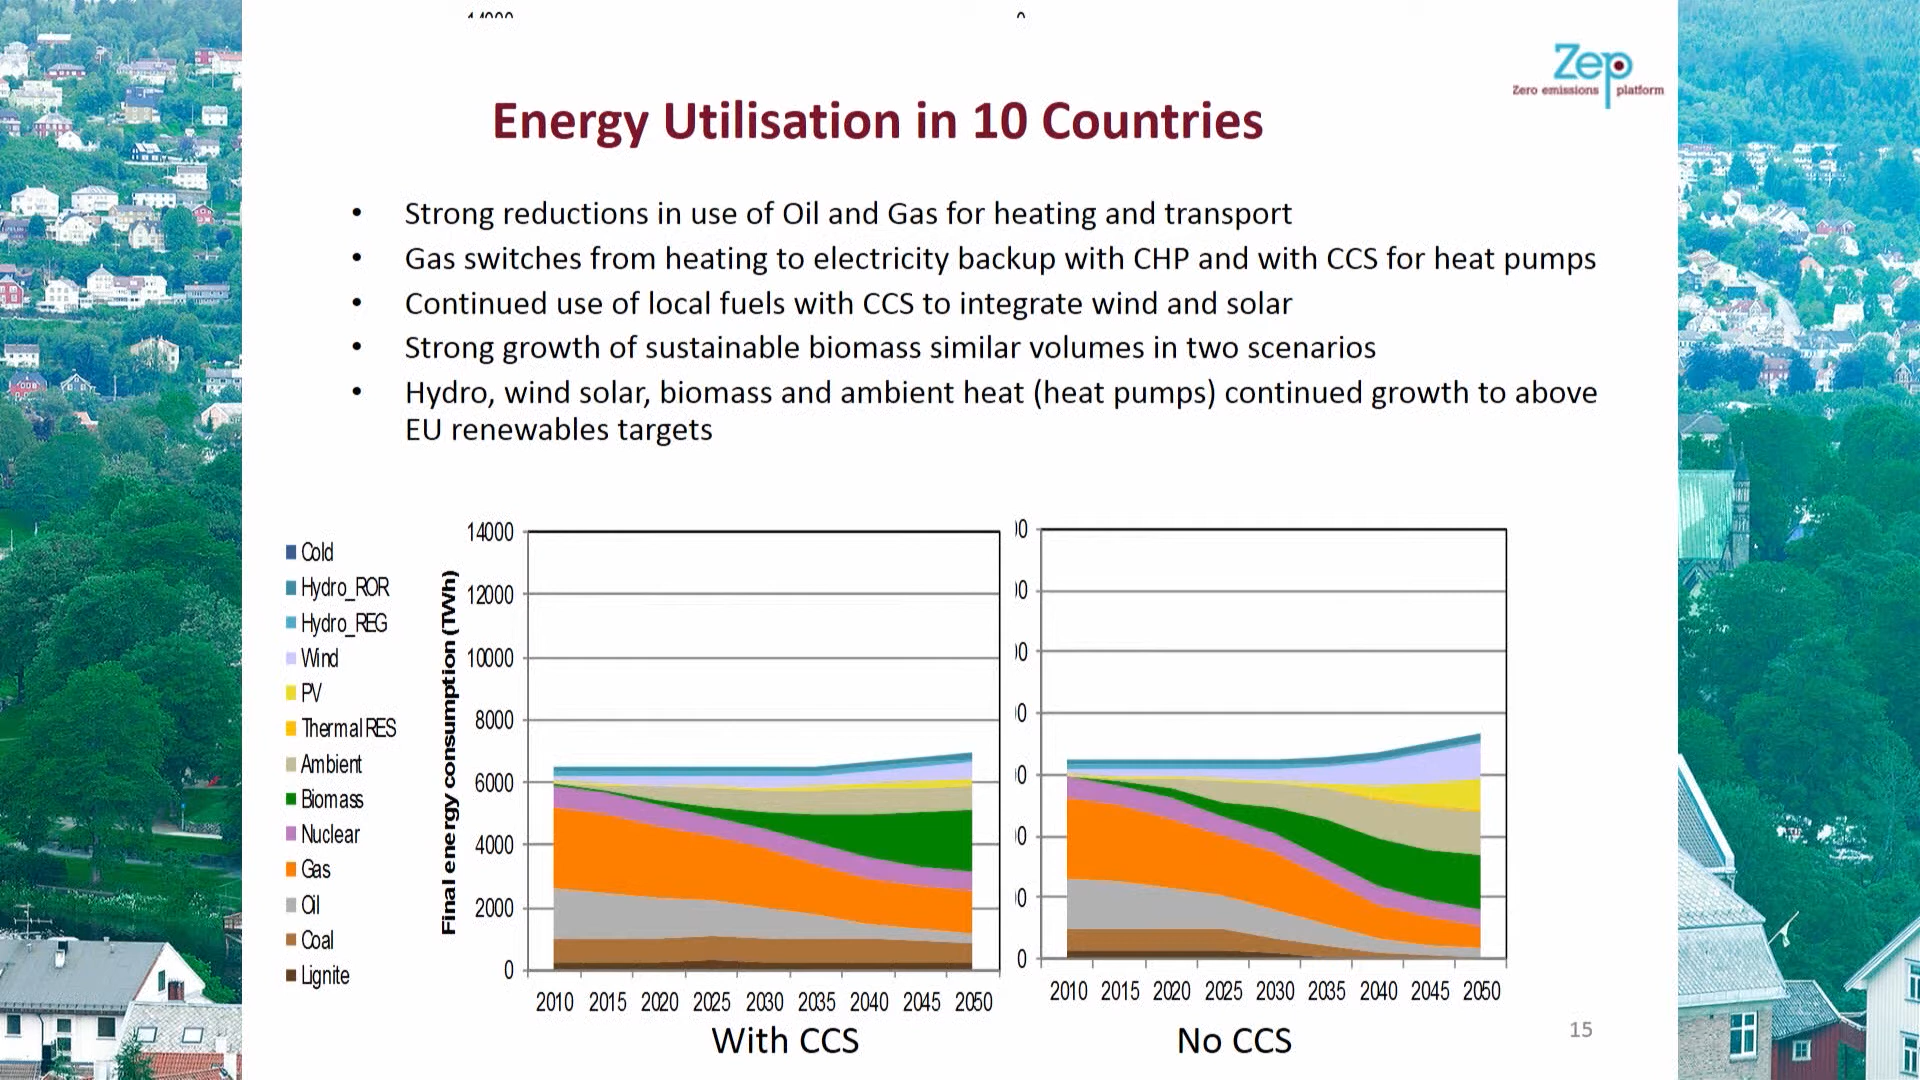 Zep
Zero emissions platform
Energy Utilisation in 10 Countries
• Strong reductions in use of Oil and Gas for heating and transport
• Gas switches from heating to electricity backup with CHP and with CCS for heat pumps
• Continued use of local fuels with CCS to integrate wind and solar
• Strong growth of sustainable biomass similar volumes in two scenarios
• Hydro, wind solar, biomass and ambient heat (heat pumps) continued growth to above
EU renewables targets
Cold
Hydro_ROR
Hydro_REG
Wind
PV
Thermal RES
Ambient
Biomass
Nuclear
Gas
Oil
Coal
Lignite
Final energy consumption (TWh)
14000
12000
10000
8000
6000
4000
2000
0
2010 2015 2020 2025 2030 2035 2040 2045 2050
With CCS
0
2010 2015 2020 2025 2030 2035 2040 2045 2050
No CCS
15